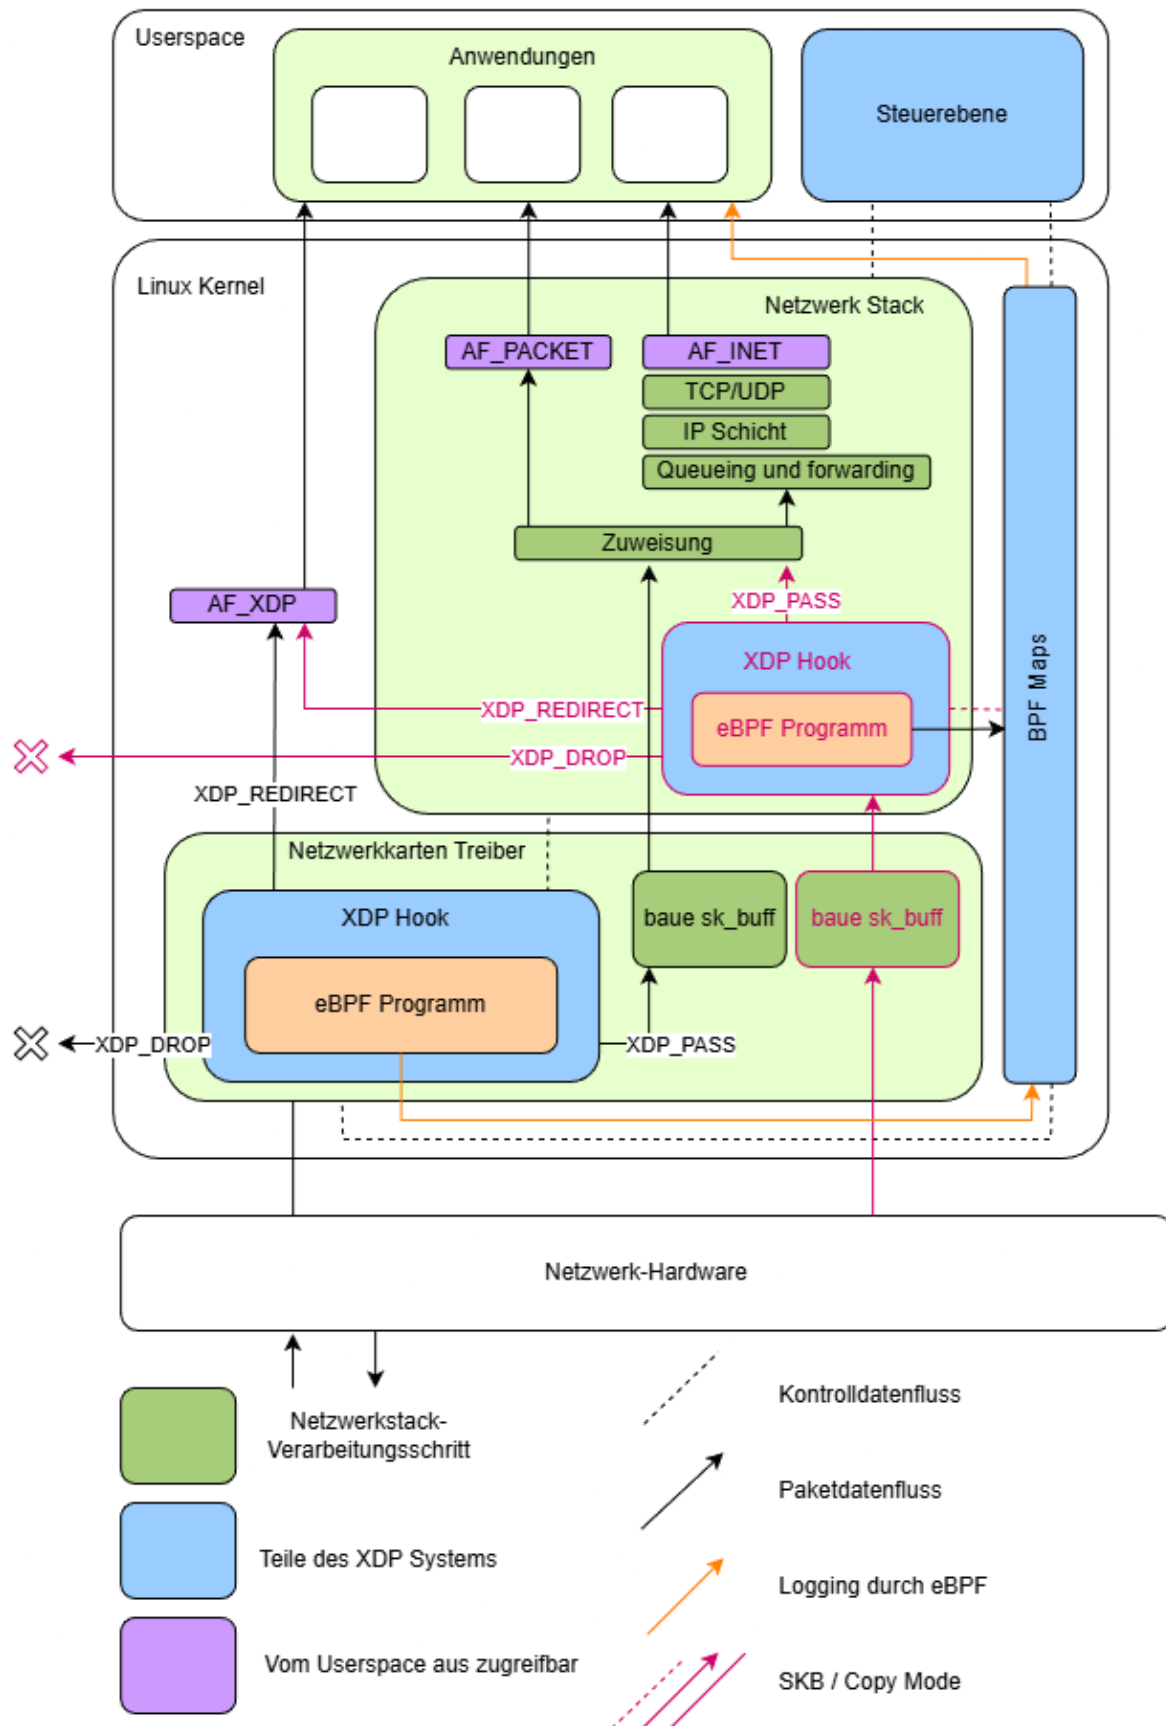 Userspace
Anwendungen
Steuerebene
Linux Kernel
Netzwerk Stack
AF_PACKET
AF_INET
TCP/UDP
IP Schicht
Queueing und forwarding
Zuweisung
AF_XDP
XDP_PASS
XDP Hook
XDP_REDIRECT
eBPF Programm
BPF Maps
XDP_DROP
XDP_REDIRECT
Netzwerkkarten Treiber
XDP Hook
baue sk_buff
baue sk_buff
eBPF Programm
XDP_DROP
XDP_PASS
Netzwerk-Hardware
Netzwerkstack-
Verarbeitungsschritt
Teile des XDP Systems
Vom Userspace aus zugreifbar
Kontrolldatenfluss
Paketdatenfluss
Logging durch eBPF
SKB / Copy Mode